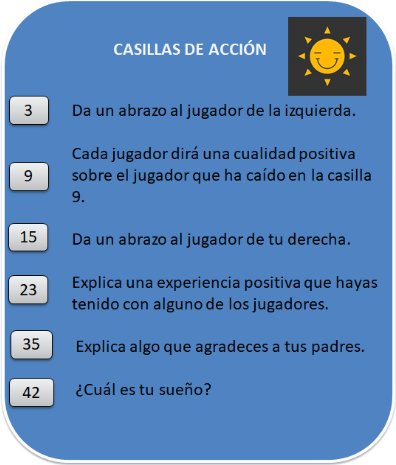 CASILLAS DE ACCIÓN
3 Da un abrazo al jugador de la izquierda.
Cada jugador dirá una cualidad positiva
9 sobre el jugador que ha caído en la casilla
9.
15 Da un abrazo al jugador de tu derecha.
23 Explica una experiencia positiva que hayas
tenido con alguno de los jugadores.
35 Explica algo que agradeces a tus padres.
42 ¿Cuál es tu sueño?